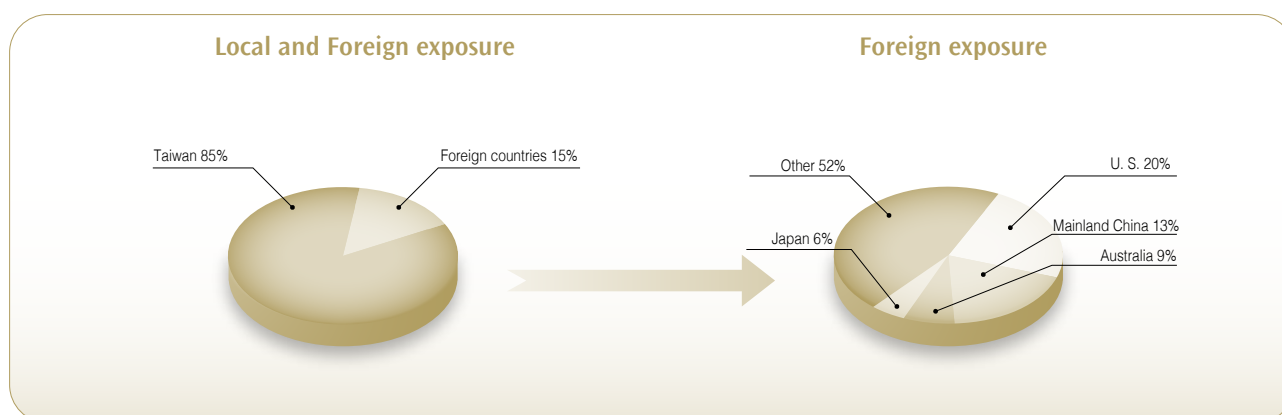 Local and Foreign exposure
Taiwan 85%
Foreign countries 15%
Foreign exposure
Other 52%
U. S. 20%
Mainland China 13%
Japan 6%
Australia 9%